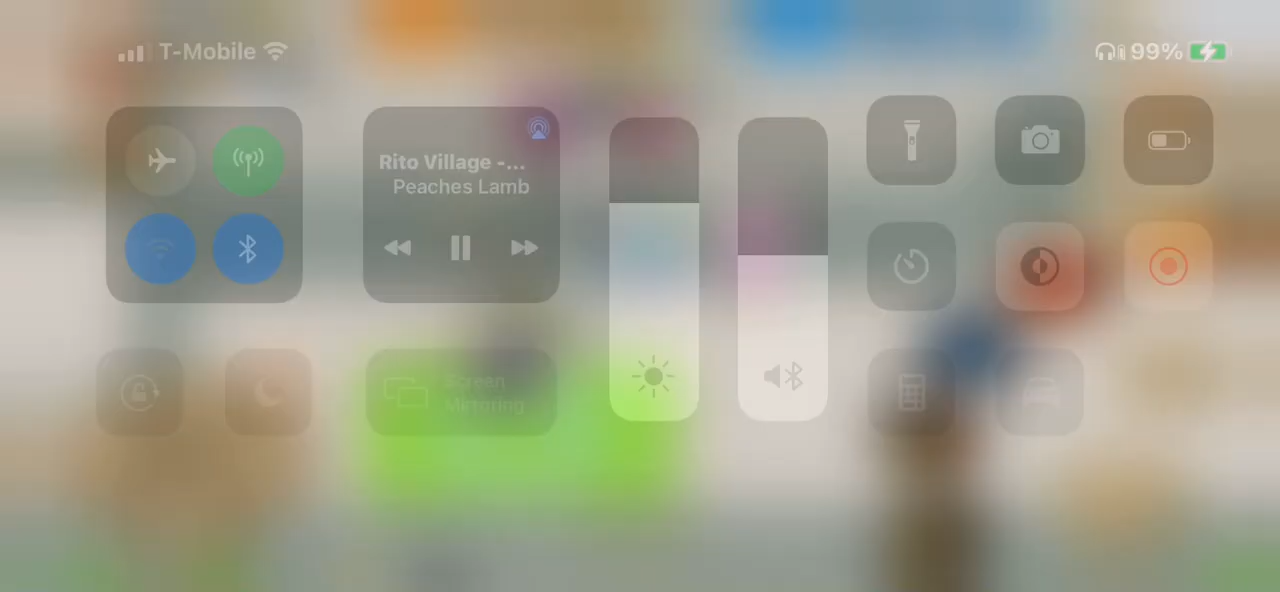 T-Mobile
99%
Rito Village -...
Peaches Lamb
Screen
Mirroring